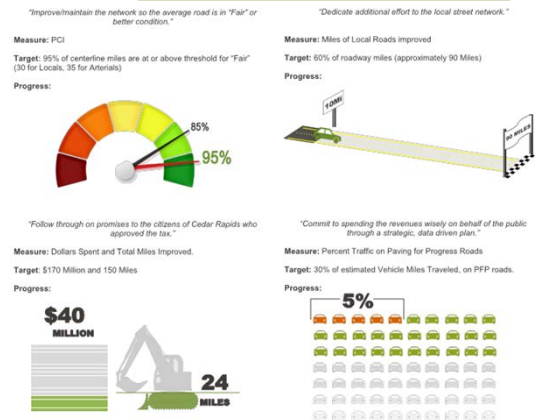 "Improve/maintain the network so the average road is in "Fair" or
better condition."
Measure: PCI
Target: 95% of centerline miles are at or above threshold for "Fair"
(30 for Locals, 35 for Arterials)
Progress:
85%
95%
"Dedicate additional effort to the local street network."
Measure: Miles of Local Roads improved
Target: 60% of roadway miles (approximately 90 Miles)
Progress:
10Mi
90 MILES
"Follow through on promises to the citizens of Cedar Rapids who
approved the tax."
Measure: Dollars Spent and Total Miles Improved.
Target: $170 Million and 150 Miles
Progress:
$40
MILLION
24
MILES
"Commit to spending the revenues wisely on behalf of the public
through a strategic, data driven plan."
Measure: Percent Traffic on Paving for Progress Roads
Target: 30% of estimated Vehicle Miles Traveled, on PFP roads.
Progress:
5%